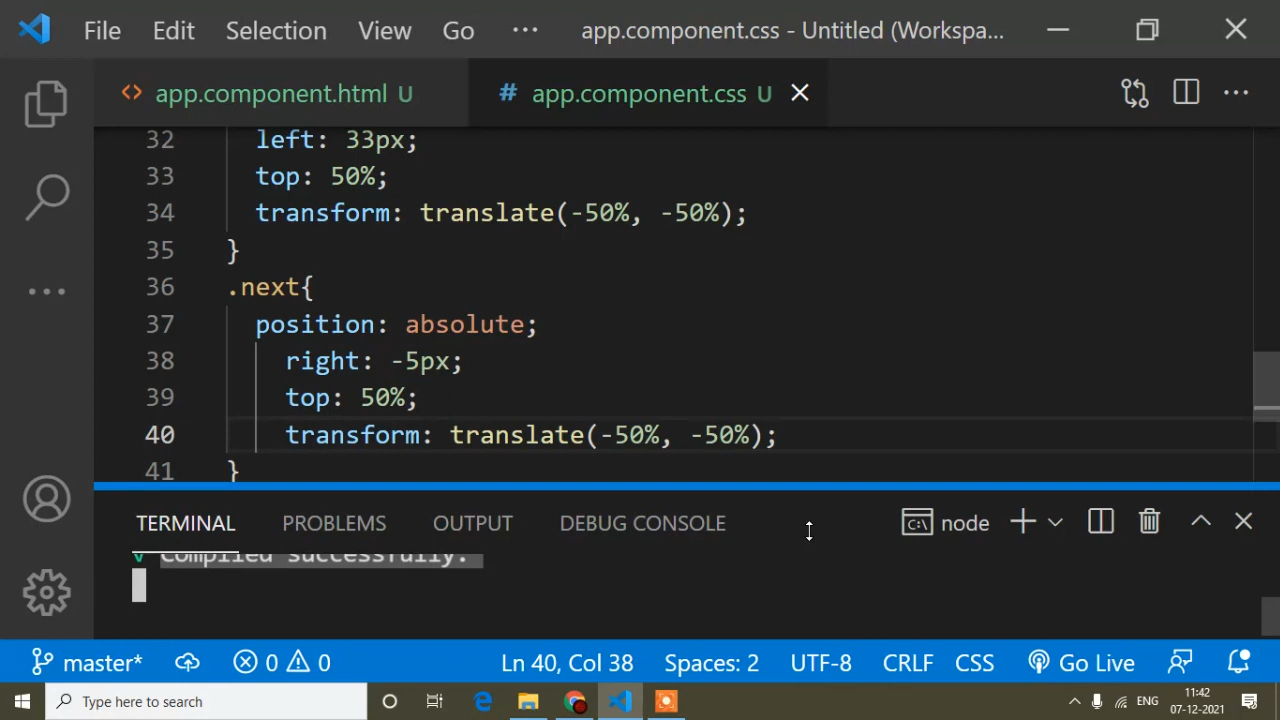 File Edit Selection View Go ··· app.component.css - Untitled (Workspa...
<> app.component.html U # app.component.css U
32 left: 33px;
33 top: 50%;
34 transform: translate(-50%, -50%);
35 }
36 .next{
37 position: absolute;
38 right: -5px;
39 top: 50%;
40 transform: translate(-50%, -50%);
41 }
TERMINAL PROBLEMS OUTPUT DEBUG CONSOLE node
√ Compiled successfully.
master* 0 0 Ln 40, Col 38 Spaces: 2 UTF-8 CRLF CSS Go Live
Type here to search ENG 11:42
07-12-2021